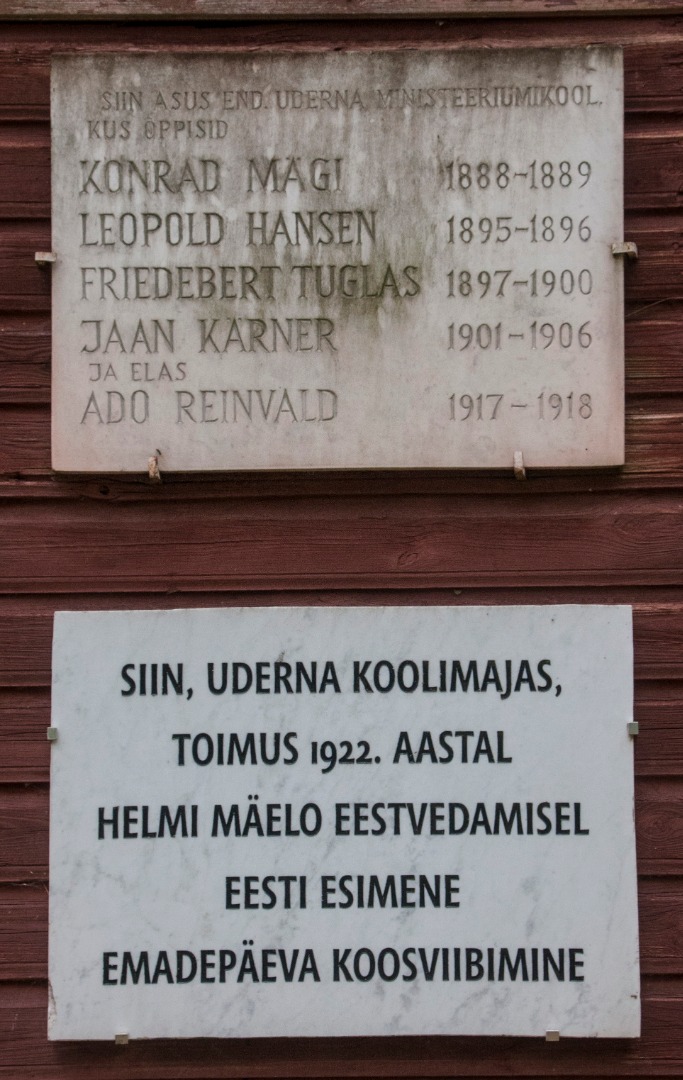 SIIN ASUS END. UDERNA MINISTEERIUMIKOOL,
KUS ÕPPISID
KONRAD MÄGI 1888-1889
LEOPOLD HANSEN 1895-1896
FRIEDEBERT TUGLAS 1897-1900
JAAN KÄRNER 1901-1906
JA ELAS
ADO REINVALD 1917-1918
SIIN, UDERNA KOOLIMAJAS,
TOIMUS 1922. AASTAL
HELMI MÄELO EESTVEDAMISEL
EESTI ESIMENE
EMADEPÄEVA KOOSVIIBIMINE